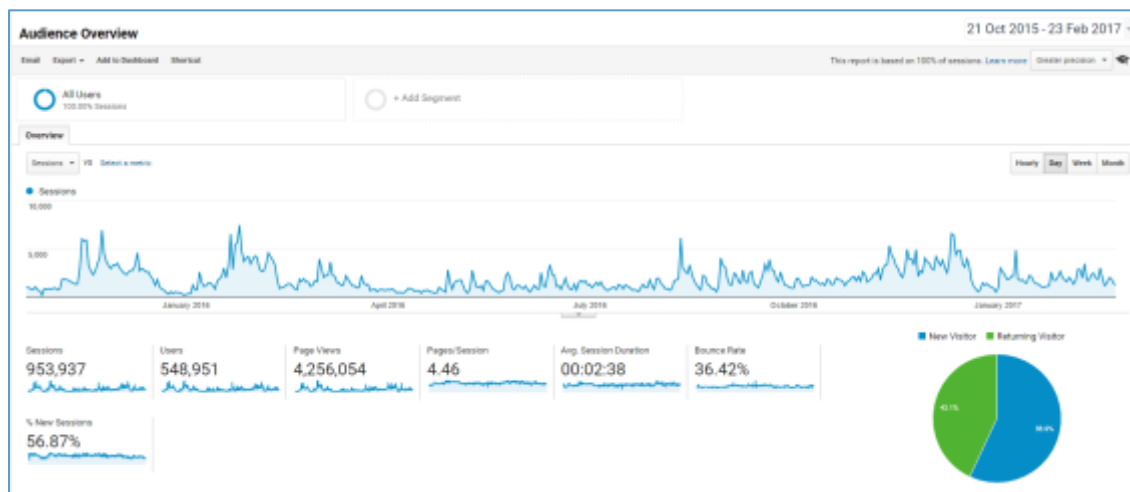 Audience Overview
21 Oct 2015 - 23 Feb 2017
Email Export Add to Dashboard Shortcut
This report is based on 100% of sessions. Learn more Greater precision
All Users
100.00% Sessions
+ Add Segment
Overview
Sessions VS Select a metric
Hourly Day Week Month
Sessions
10,000
5,000
January 2016 April 2016 July 2016 October 2016 January 2017
New Visitor Returning Visitor
Sessions Users Page Views Pages/Session Avg. Session Duration Bounce Rate
953,937 548,951 4,256,054 4.46 00:02:38 36.42%
% New Sessions
56.87%